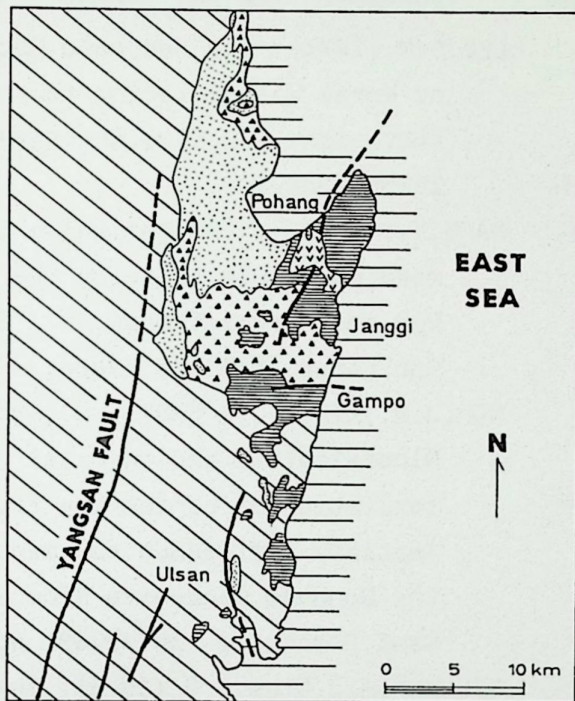 Pohang
EAST
SEA
Janggi
Gampo
YANGSAN FAULT
N
Ulsan
0 5 10 km